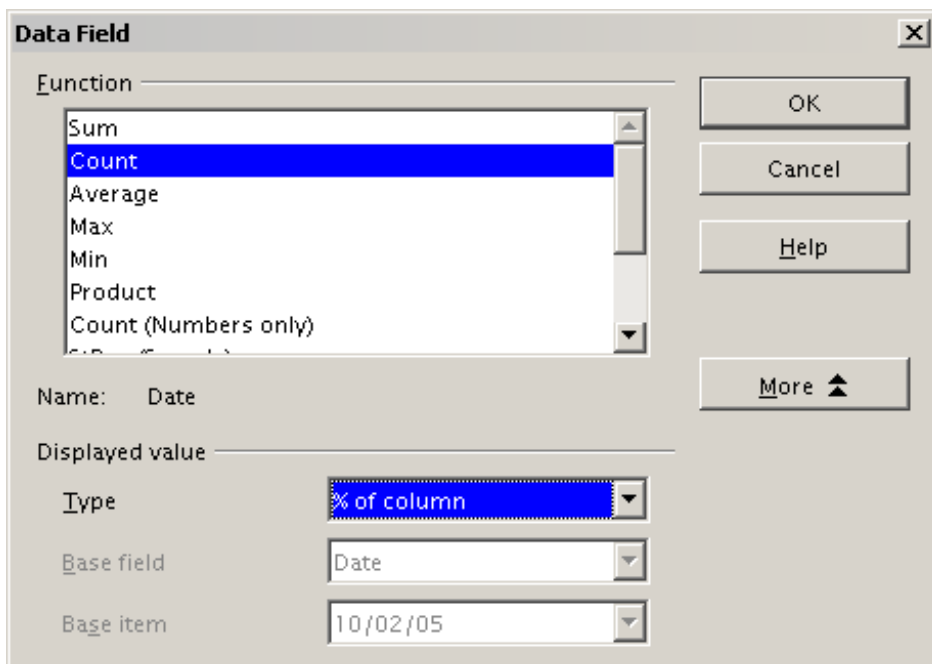 Data Field
Function
Sum
Count
Average
Max
Min
Product
Count (Numbers only)
OK
Cancel
Help
More
Name: Date
Displayed value
Type % of column
Base field Date
Base item 10/02/05